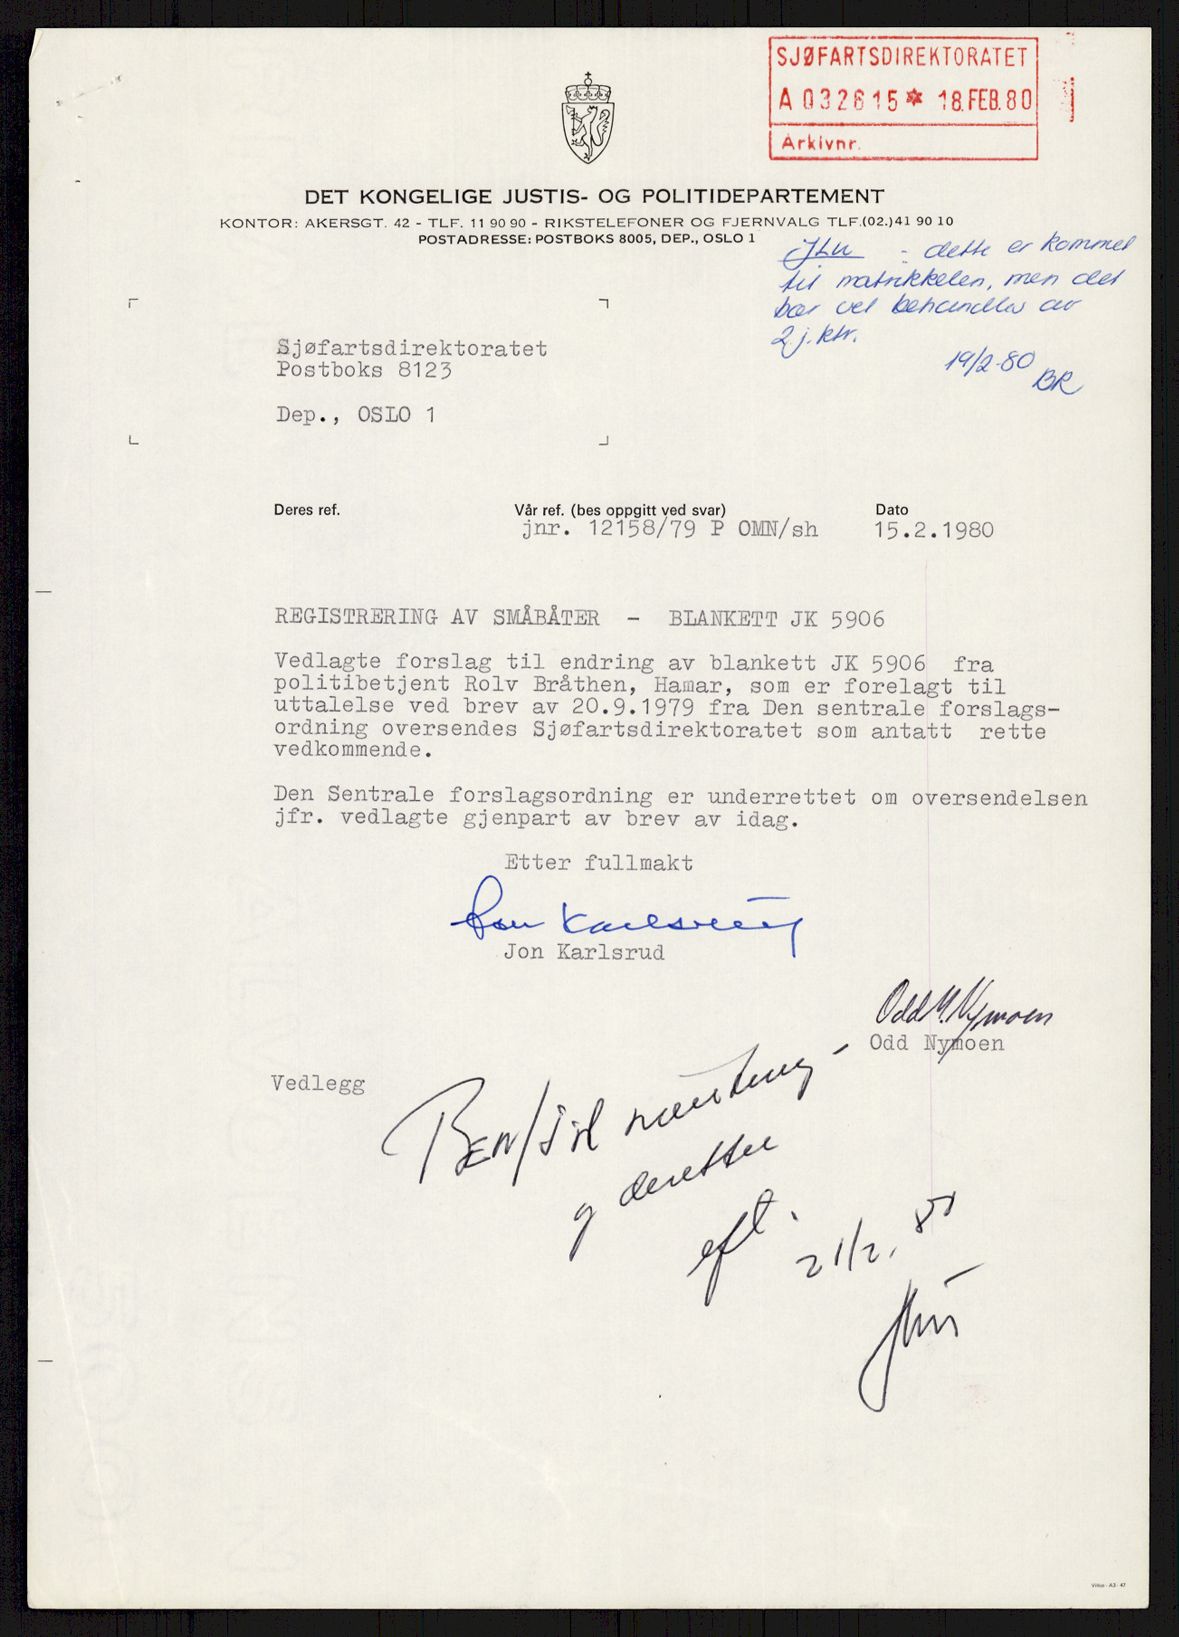 SJØFARTSDIREKTORATET
A 032615* 18.FEB.80
Arkivnr.
DET KONGELIGE JUSTIS- OG POLITIDEPARTEMENT
KONTOR: AKERSGT. 42 - TLF. 11 90 90 - RIKSTELEFONER OG FJERNVALG TLF.(02.)41 90 10
POSTADRESSE: POSTBOKS 8005, DEP., OSLO 1
: dette er kommet
til matrikkelen, men det
bør vel behandles av
2. j. ktr.
19/2-80
BR
Sjøfartsdirektoratet
Postboks 8123
Dep., OSLO 1
Deres ref.
Vår ref. (bes oppgitt ved svar)
Dato
jnr. 12158/79 P OMN/sh
15.2.1980
REGISTRERING AV SMÅBÅTER - BLANKETT JK 5906
Vedlagte forslag til endring av blankett JK 5906 fra
politibetjent Rolv Bråthen, Hamar, som er forelagt til
uttalelse ved brev av 20.9.1979 fra Den sentrale forslags-
ordning oversendes Sjøfartsdirektoratet som antatt rette
vedkommende.
Den Sentrale forslagsordning er underrettet om oversendelsen
jfr. vedlagte gjenpart av brev av idag.
Etter fullmakt
Jon Karlsrud
Jon Karlsrud
Odd M. Nymoen
Odd Nymoen
Vedlegg
BEN/til
og deretter
eft.
21/2. 80